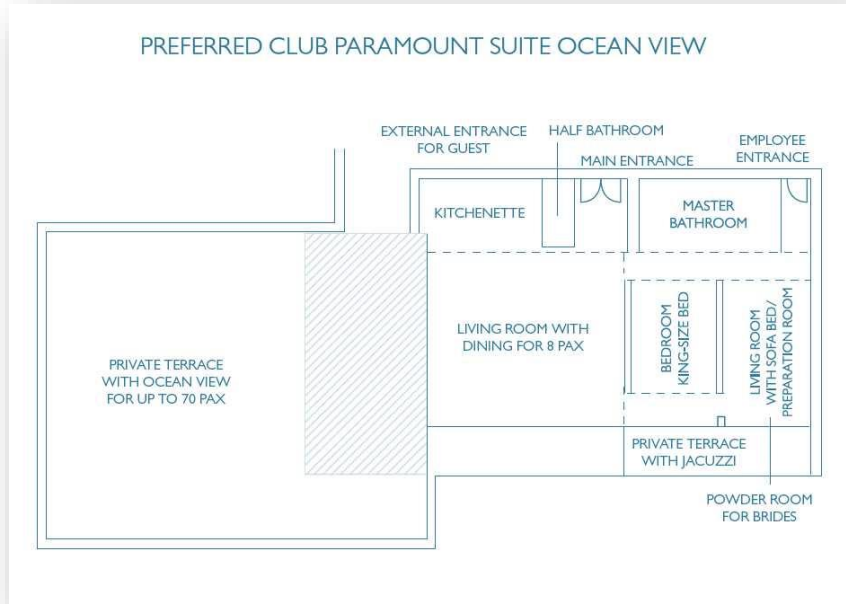 PREFERRED CLUB PARAMOUNT SUITE OCEAN VIEW
EXTERNAL ENTRANCE
FOR GUEST
HALF BATHROOM
MAIN ENTRANCE
EMPLOYEE
ENTRANCE
KITCHENETTE
MASTER
BATHROOM
LIVING ROOM WITH
DINING FOR 8 PAX
BEDROOM
KING-SIZE BED
LIVING ROOM
WITH SOFA BED/
PREPARATION ROOM
PRIVATE TERRACE
WITH OCEAN VIEW
FOR UP TO 70 PAX
PRIVATE TERRACE
WITH JACUZZI
POWDER ROOM
FOR BRIDES